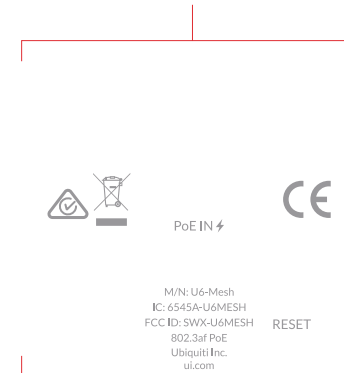 CE
PoE IN
M/N: U6-Mesh
IC: 6545A-U6MESH
FCC ID: SWX-U6MESH
RESET
802.3af PoE
Ubiquiti Inc.
ui.com